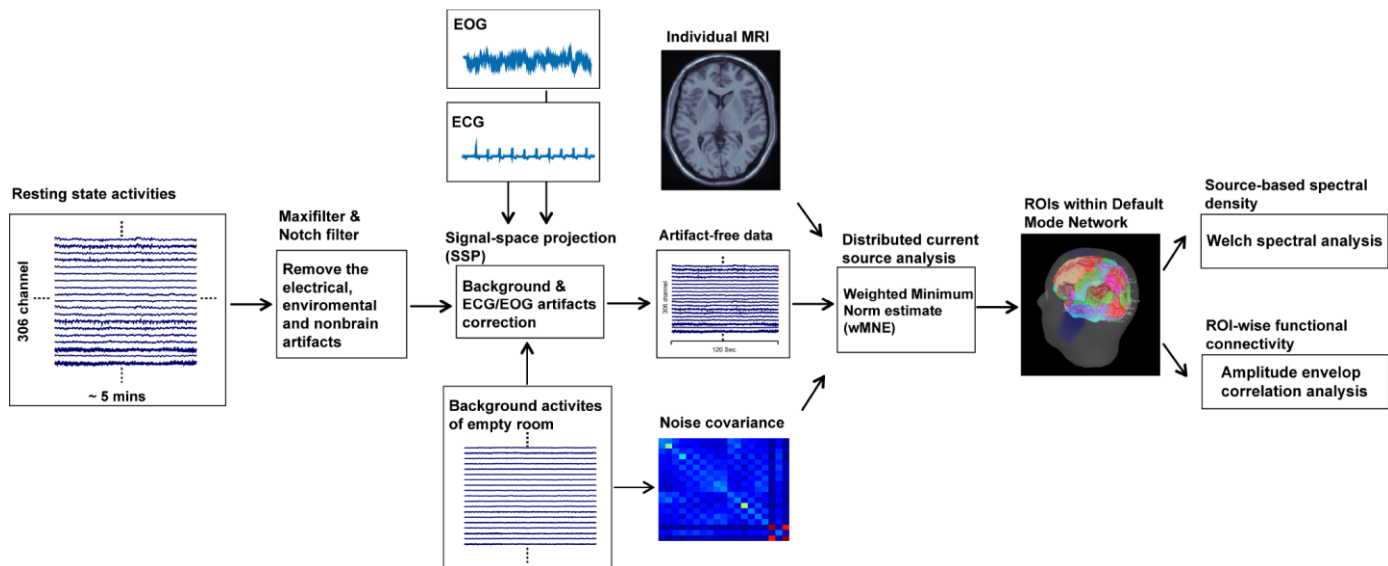 EOG
ECG
Individual MRI
Resting state activities
306 channel
~ 5 mins
Maxifilter &
Notch filter
Remove the
electrical,
enviromental
and nonbrain
artifacts
Signal-space projection
(SSP)
Background &
ECG/EOG artifacts
correction
Background activites
of empty room
Artifact-free data
306 channel
120 Sec.
Noise covariance
Distributed current
source analysis
Weighted Minimum
Norm estimate
(wMNE)
ROIs within Default
Mode Network
Source-based spectral
density
Welch spectral analysis
ROI-wise functional
connectivity
Amplitude envelop
correlation analysis